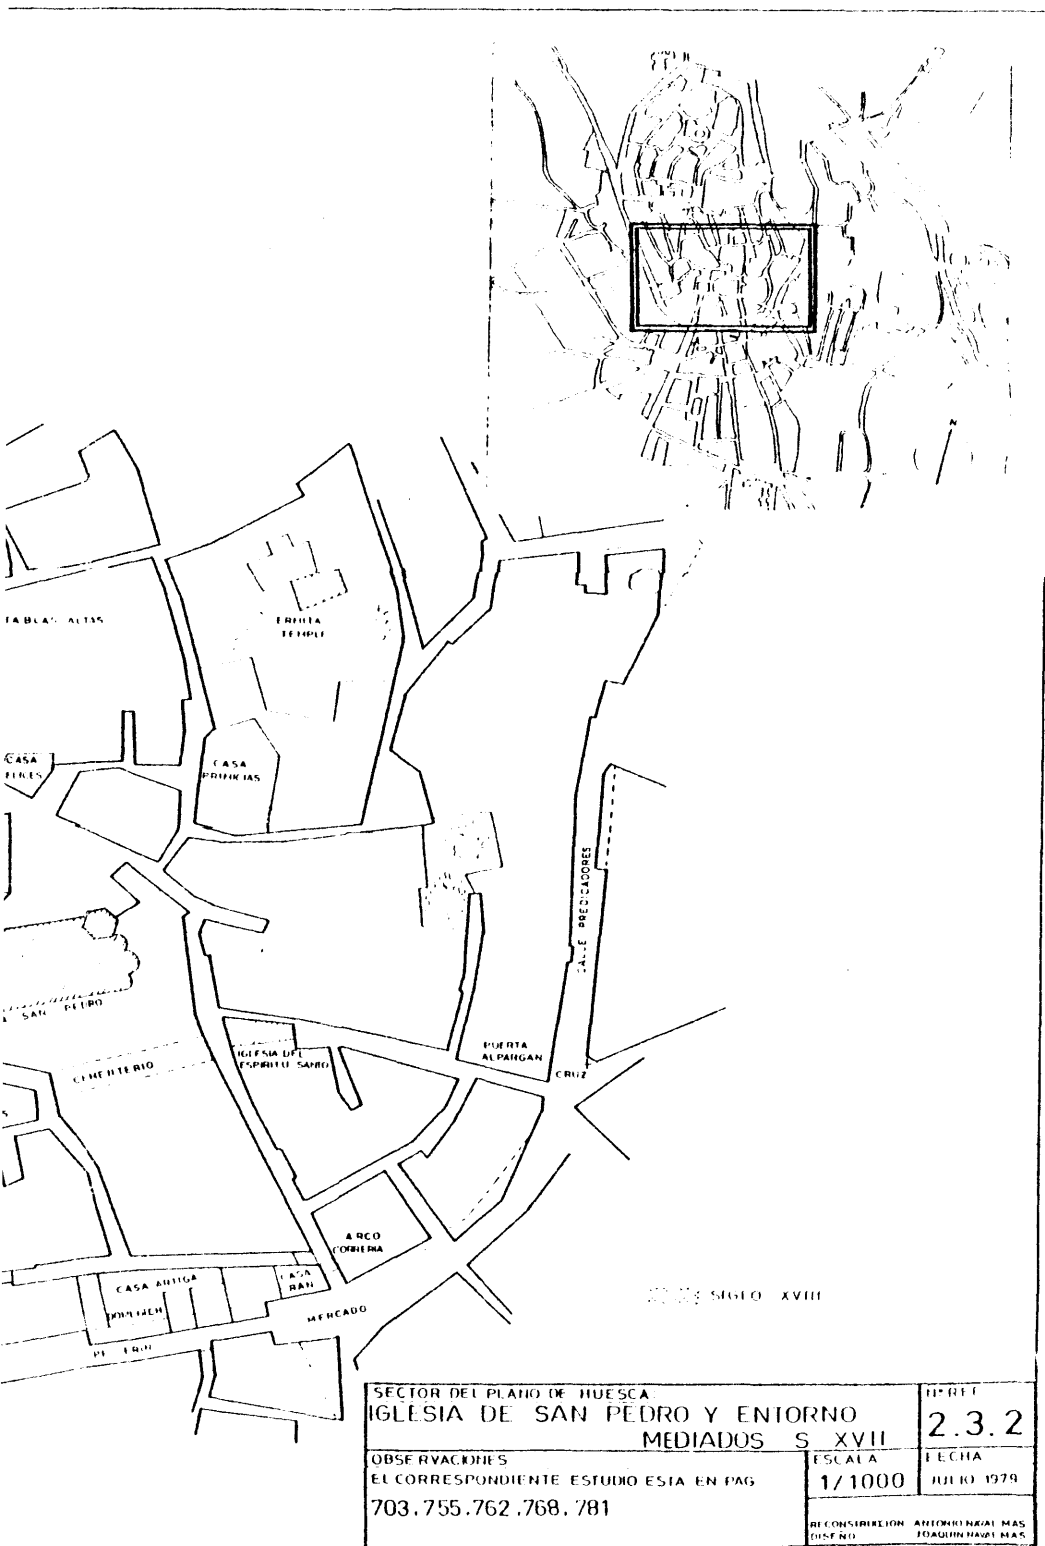 N
TABLAS ALTAS
ERMITA
TEMPLE
CASA
CASA
PRIMICIAS
CALLE PREDICADORES
SAN PEDRO
CEMENTERIO
IGLESIA DEL
ESPIRITU SANTO
PUERTA
ALPARGAN
CRUZ
S
ARCO
CORRERIA
CASA ARTIGA
CASA
RAN
MERCADO
SIGLO XVIII
SECTOR DEL PLANO DE HUESCA
IGLESIA DE SAN PEDRO Y ENTORNO
MEDIADOS S XVII
Nº REF
2.3.2
OBSERVACIONES
EL CORRESPONDIENTE ESTUDIO ESTA EN PAG
703.755.762.768.781
ESCALA
1/1000
FECHA
JULIO 1979
RECONSTRUCCION ANTONIO NAVAL MAS
DISEÑO JOAQUIN NAVAL MAS